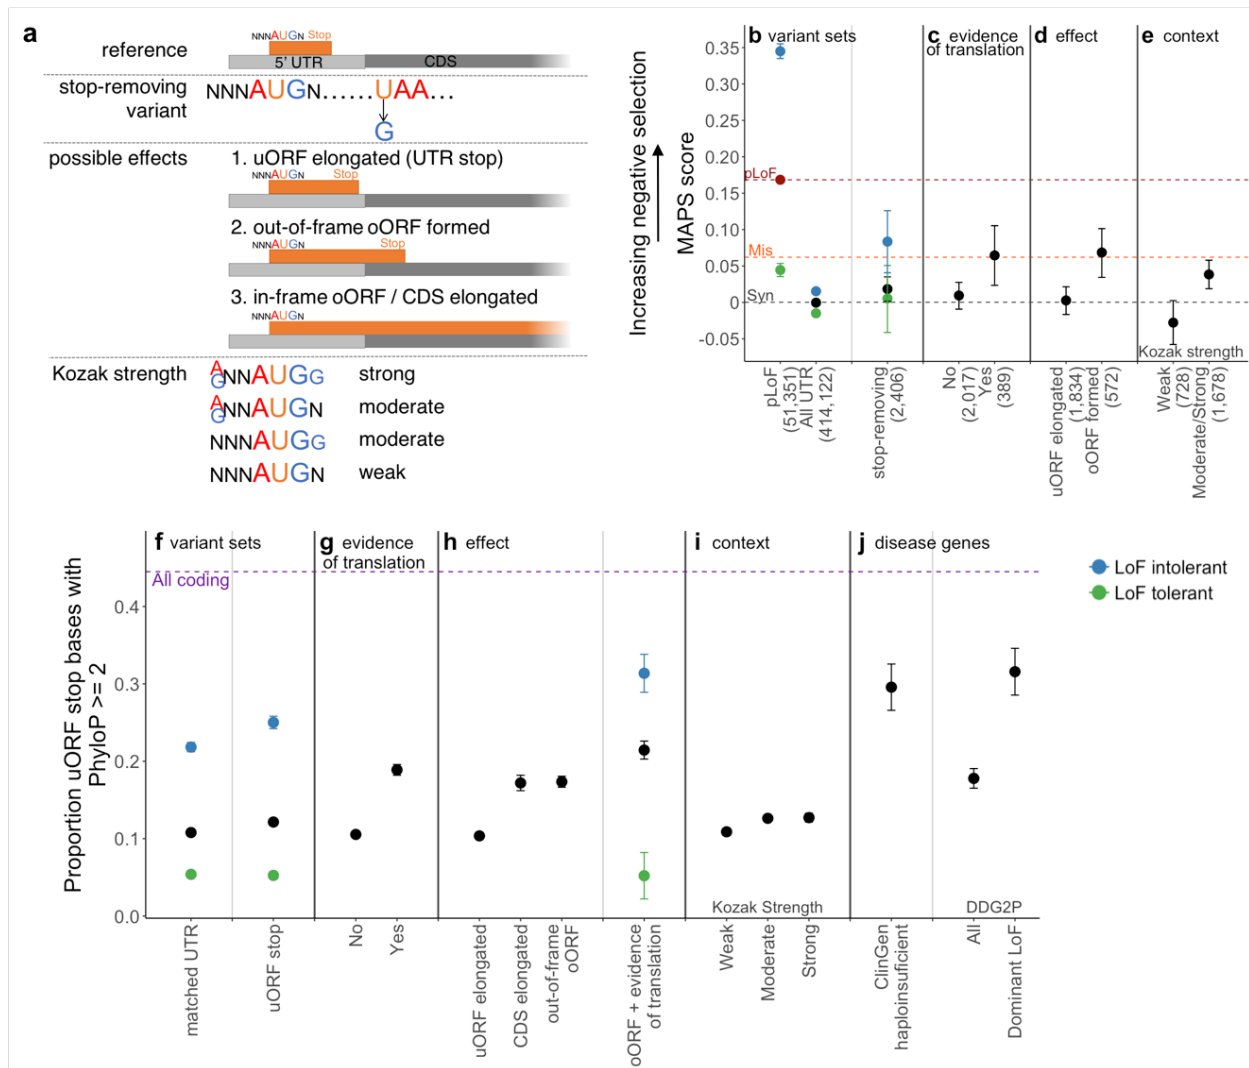 a
reference
NNNAUGN Stop
5' UTR
CDS
stop-removing
variant
NNNAUGN......UAA...
G
possible effects
1. uORF elongated (UTR stop)
NNNAUGN
Stop
2. out-of-frame oORF formed
NNNAUGN
Stop
3. in-frame oORF / CDS elongated
NNNAUGN
Kozak strength
A
G
NNAUGG
strong
A
G
NNAUGN
moderate
NNNAUGG
moderate
NNNAUGN
weak
Increasing negative selection
MAPS score
b variant sets
c evidence
of translation
d effect
e context
0.35
0.30
0.25
0.20
0.15
0.10
0.05
0
-0.05
pLoF
Mis
Syn
Kozak strength
pLoF
(51,351)
All UTR
(414,122)
stop-removing
(2,406)
No
(2,017)
Yes
(389)
uORF elongated
(1,834)
oORF formed
(572)
Weak
(728)
Moderate/Strong
(1,678)
Proportion uORF stop bases with
PhyloP >= 2
f variant sets
g evidence
of translation
h effect
i context
j disease genes
All coding
0.4
0.3
0.2
0.1
0.0
Kozak Strength
DDG2P
matched UTR
uORF stop
No
Yes
uORF elongated
CDS elongated
out-of-frame
oORF
oORF + evidence
of translation
Weak
Moderate
Strong
ClinGen
haploinsuficient
All
Dominant LoF
LoF intolerant
LoF tolerant